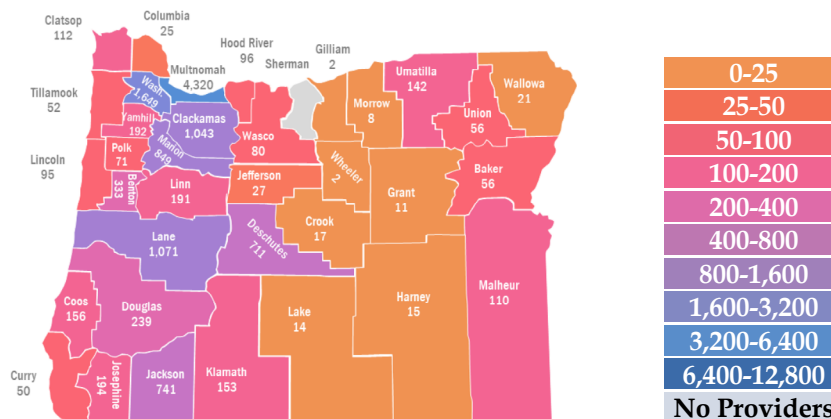 Clatsop
112
Columbia
25
Multnomah
4,320
Hood River
96
Sherman
Gilliam
2
Umatilla
142
Wallowa
21
Tillamook
52
Wash.
1,649
Yamhill
192
Clackamas
1,043
Marion
849
Wasco
80
Morrow
8
Union
56
Lincoln
95
Polk
71
Benton
333
Linn
191
Jefferson
27
Wheeler
2
Grant
11
Baker
56
Lane
1,071
Deschutes
711
Crook
17
Malheur
110
Coos
156
Douglas
239
Lake
14
Harney
15
Curry
50
Josephine
194
Jackson
741
Klamath
153
0-25
25-50
50-100
100-200
200-400
400-800
800-1,600
1,600-3,200
3,200-6,400
6,400-12,800
No Providers